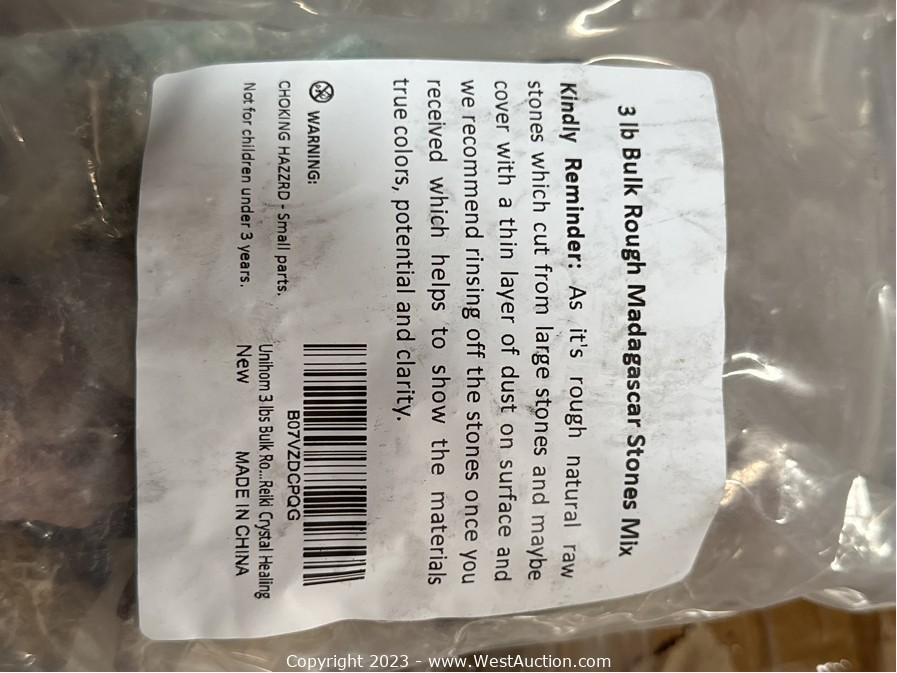 3 lb Bulk Rough Madagascar Stones Mix
Kindly Reminder: As it's rough natural raw
stones which cut from large stones and maybe
cover with a thin layer of dust on surface and
we recommend rinsing off the stones once you
received which helps to show the materials
true colors, potential and clarity.
WARNING:
CHOKING HAZZRD - Small parts.
Not for children under 3 years.
B07VZDCPQG
Unihom 3 lbs Bulk Ro...Reiki Crystal Healing
New
MADE IN CHINA
Copyright 2023 - www.WestAuction.com